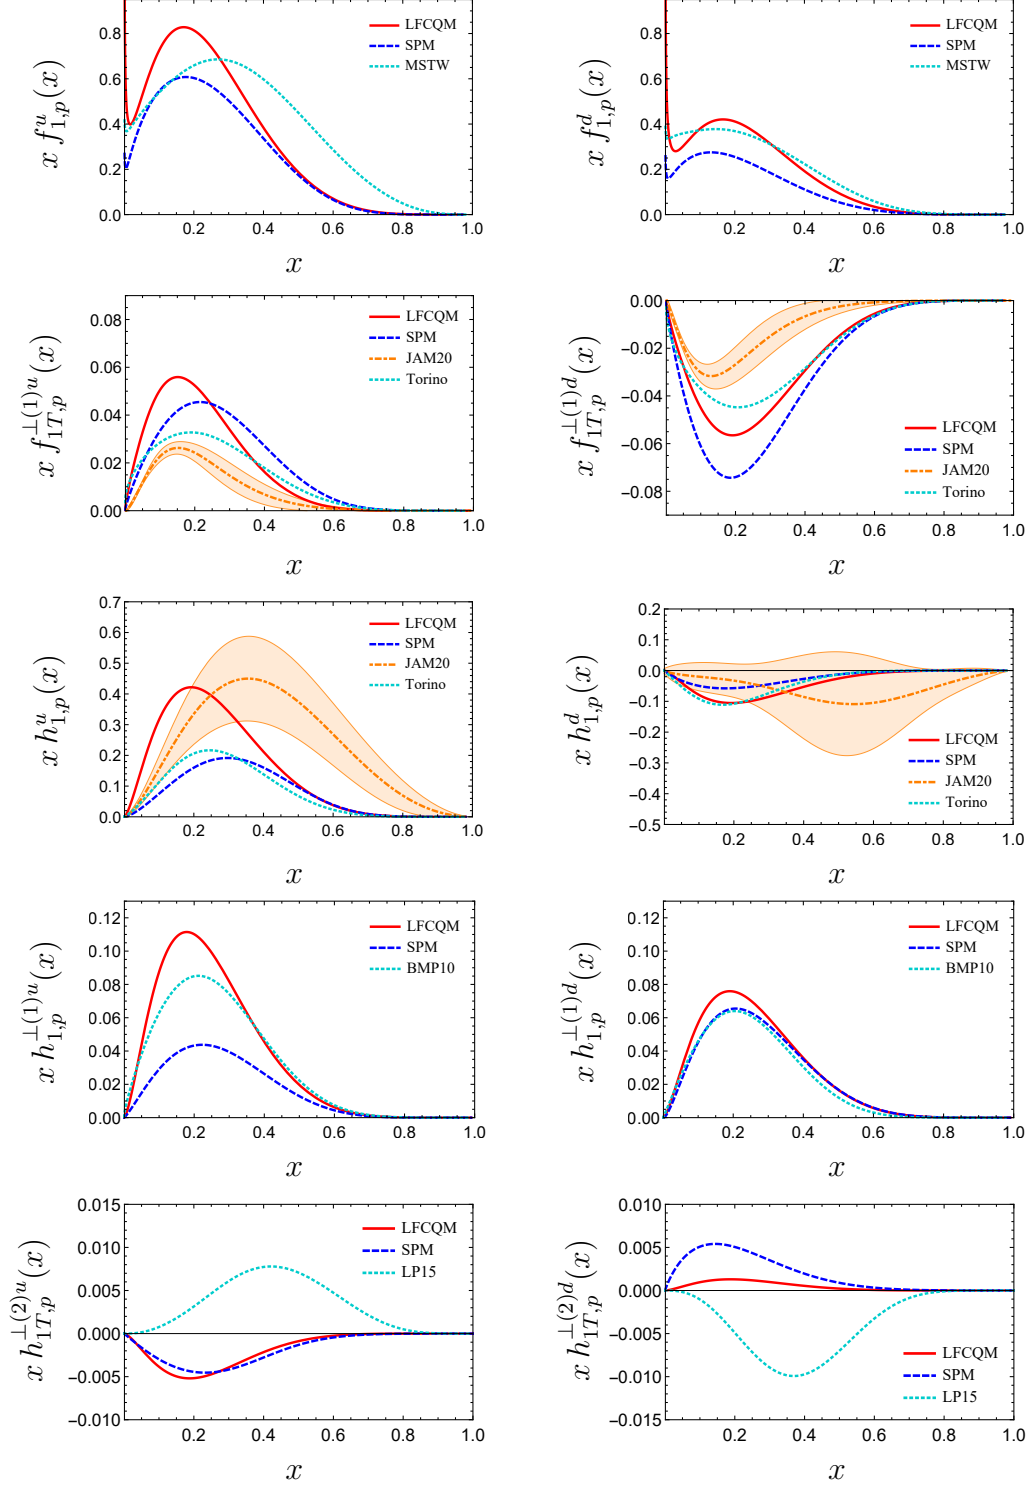 x f^u_{1,p}(x)
0.8
0.6
0.4
0.2
0.0
LFCQM
SPM
MSTW
0.2 0.4 0.6 0.8 1.0
x
x f^d_{1,p}(x)
0.8
0.6
0.4
0.2
0.0
LFCQM
SPM
MSTW
0.2 0.4 0.6 0.8 1.0
x
x f^{⊥(1)u}_{1T,p}(x)
0.08
0.06
0.04
0.02
0.00
LFCQM
SPM
JAM20
Torino
0.2 0.4 0.6 0.8 1.0
x
x f^{⊥(1)d}_{1T,p}(x)
0.00
−0.02
−0.04
−0.06
−0.08
LFCQM
SPM
JAM20
Torino
0.2 0.4 0.6 0.8 1.0
x
x h^u_{1,p}(x)
0.7
0.6
0.5
0.4
0.3
0.2
0.1
0.0
LFCQM
SPM
JAM20
Torino
0.2 0.4 0.6 0.8 1.0
x
x h^d_{1,p}(x)
0.2
0.1
−0.0
−0.1
−0.2
−0.3
−0.4
−0.5
LFCQM
SPM
JAM20
Torino
0.2 0.4 0.6 0.8 1.0
x
x h^{⊥(1)u}_{1,p}(x)
0.12
0.10
0.08
0.06
0.04
0.02
0.00
LFCQM
SPM
BMP10
0.2 0.4 0.6 0.8 1.0
x
x h^{⊥(1)d}_{1,p}(x)
0.12
0.10
0.08
0.06
0.04
0.02
0.00
LFCQM
SPM
BMP10
0.2 0.4 0.6 0.8 1.0
x
x h^{⊥(2)u}_{1T,p}(x)
0.015
0.010
0.005
0.000
−0.005
−0.010
LFCQM
SPM
LP15
0.2 0.4 0.6 0.8 1.0
x
x h^{⊥(2)d}_{1T,p}(x)
0.010
0.005
0.000
−0.005
−0.010
−0.015
LFCQM
SPM
LP15
0.2 0.4 0.6 0.8 1.0
x